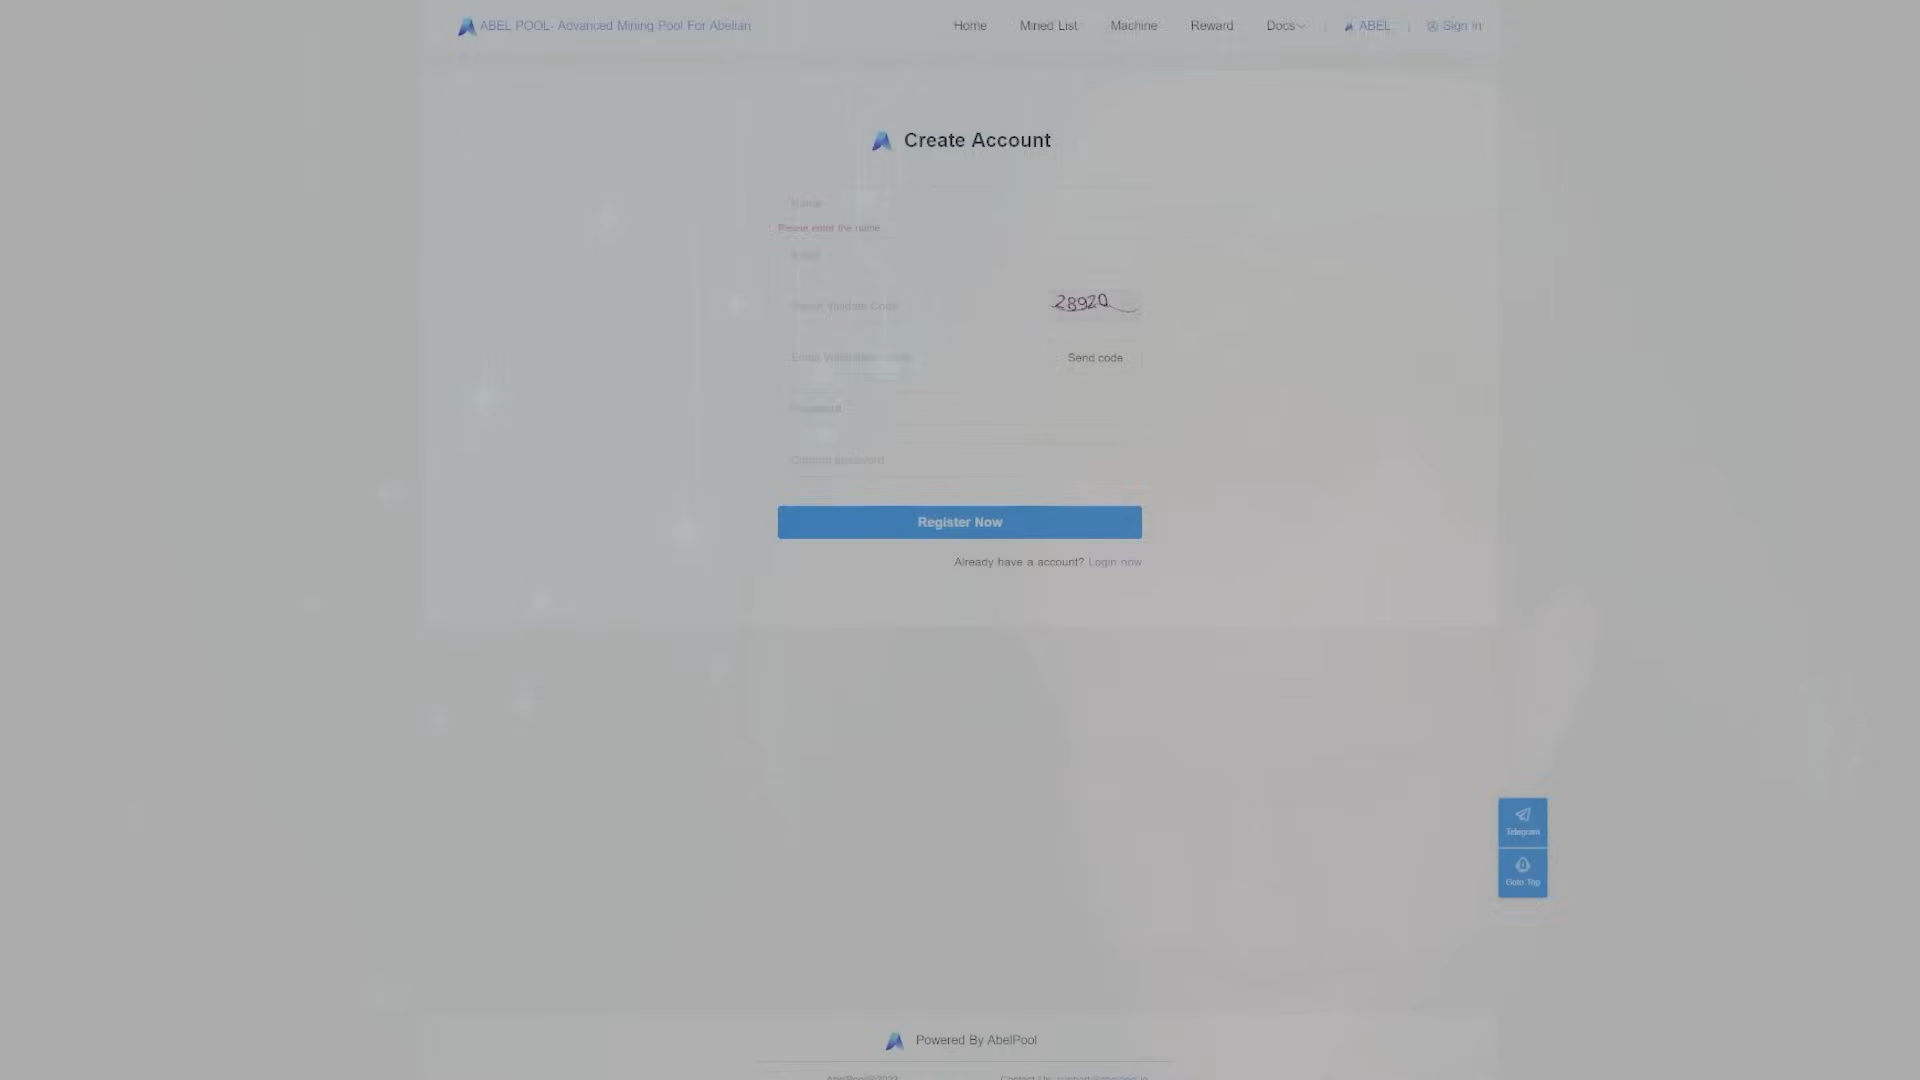 ABEL POOL- Advanced Mining Pool For Abelian
Home Mined List Machine Reward Docs ABEL Sign In
Create Account
Name
Please enter the name
Email
28920
Send code
Password
Confirm password
Register Now
Already have a account? Login now
Telegram
Goto Top
Powered By AbelPool
AbelPool@2023